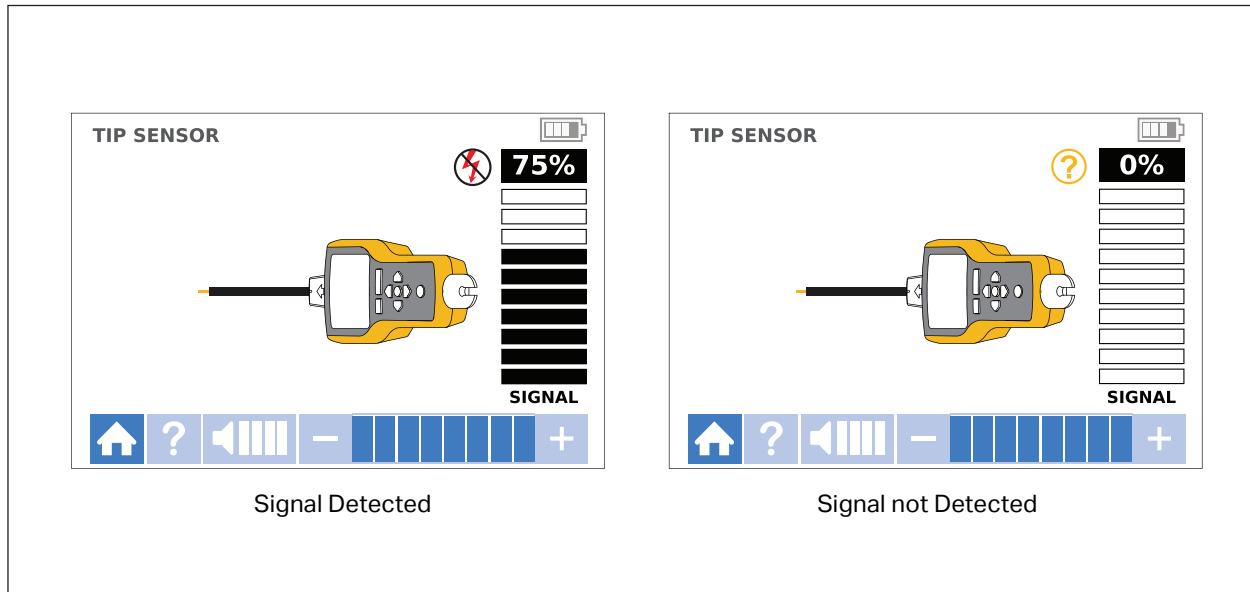 TIP SENSOR
75%
SIGNAL
?
Signal Detected
TIP SENSOR
?
0%
SIGNAL
?
Signal not Detected